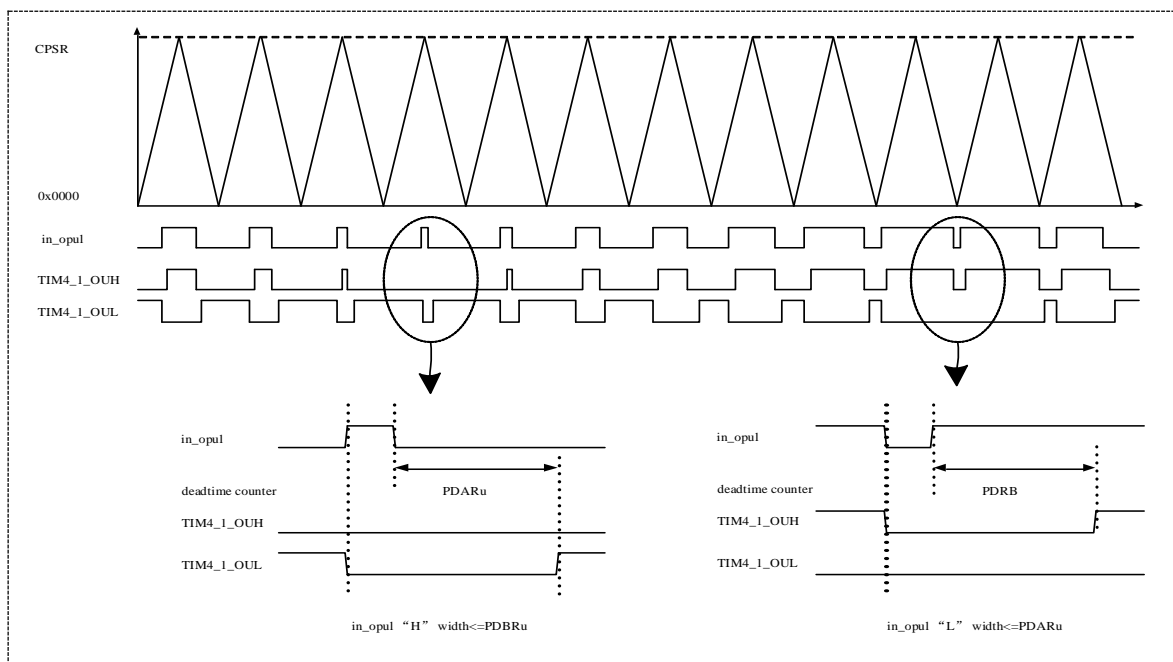 CPSR
0x0000
in_opul
TIM4_1_OUH
TIM4_1_OUL
in_opul
deadtime counter
PDARu
TIM4_1_OUH
TIM4_1_OUL
in_opul “H” width<=PDBRu
in_opul
deadtime counter
PDRB
TIM4_1_OUH
TIM4_1_OUL
in_opul “L” width<=PDARu